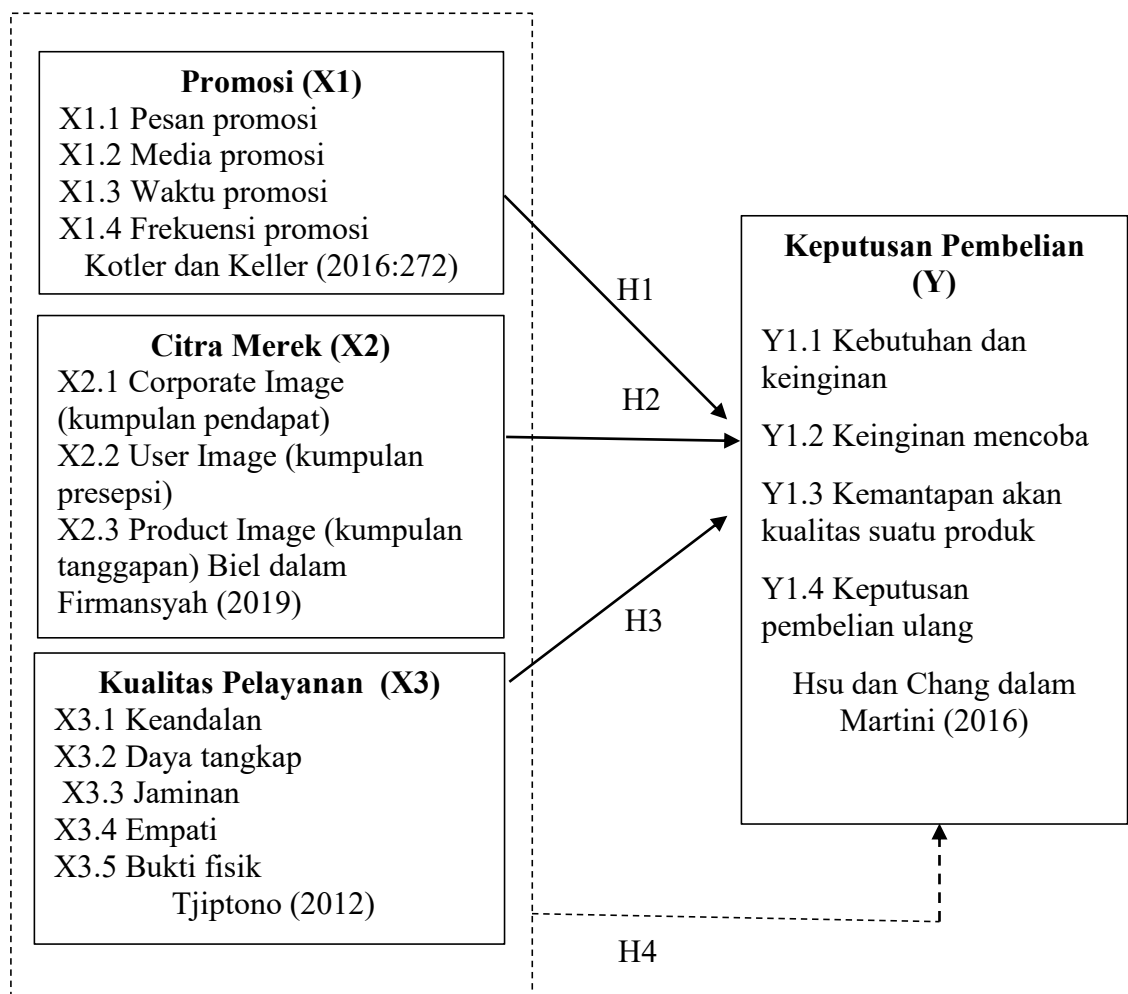 Promosi (X1)
X1.1 Pesan promosi
X1.2 Media promosi
X1.3 Waktu promosi
X1.4 Frekuensi promosi
Kotler dan Keller (2016:272)
Citra Merek (X2)
X2.1 Corporate Image
(kumpulan pendapat)
X2.2 User Image (kumpulan
presepsi)
X2.3 Product Image (kumpulan
tanggapan) Biel dalam
Firmansyah (2019)
Kualitas Pelayanan (X3)
X3.1 Keandalan
X3.2 Daya tangkap
X3.3 Jaminan
X3.4 Empati
X3.5 Bukti fisik
Tjiptono (2012)
H1
H2
H3
H4
Keputusan Pembelian
(Y)
Y1.1 Kebutuhan dan
keinginan
Y1.2 Keinginan mencoba
Y1.3 Kemantapan akan
kualitas suatu produk
Y1.4 Keputusan
pembelian ulang
Hsu dan Chang dalam
Martini (2016)